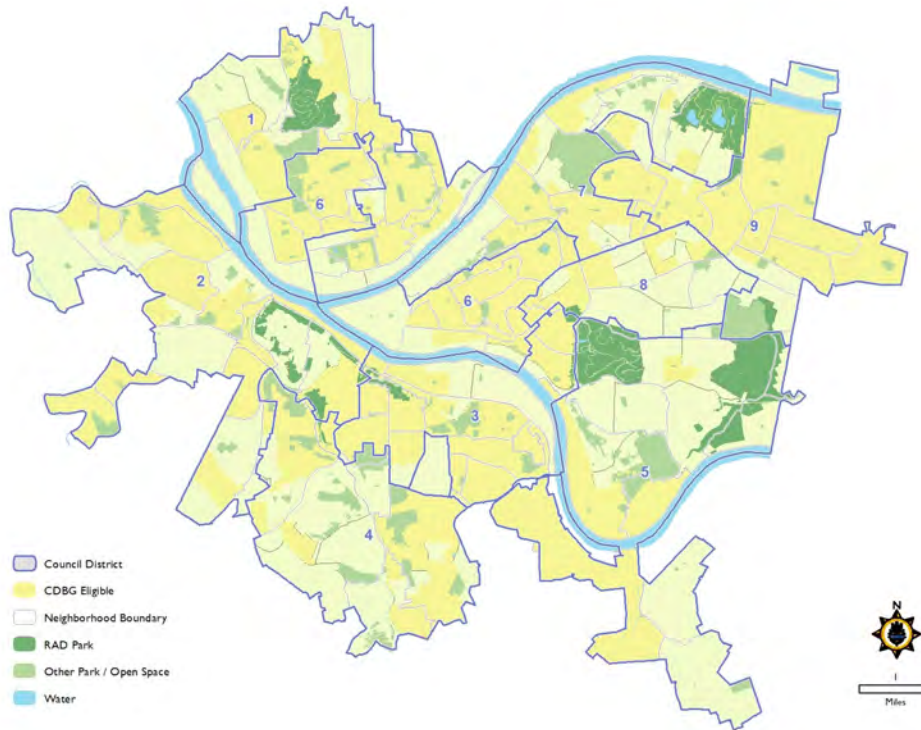 1
7
9
6
2
8
6
3
5
4
Council District
CDBG Eligible
Neighborhood Boundary
RAD Park
Other Park / Open Space
Water
N
1
Miles